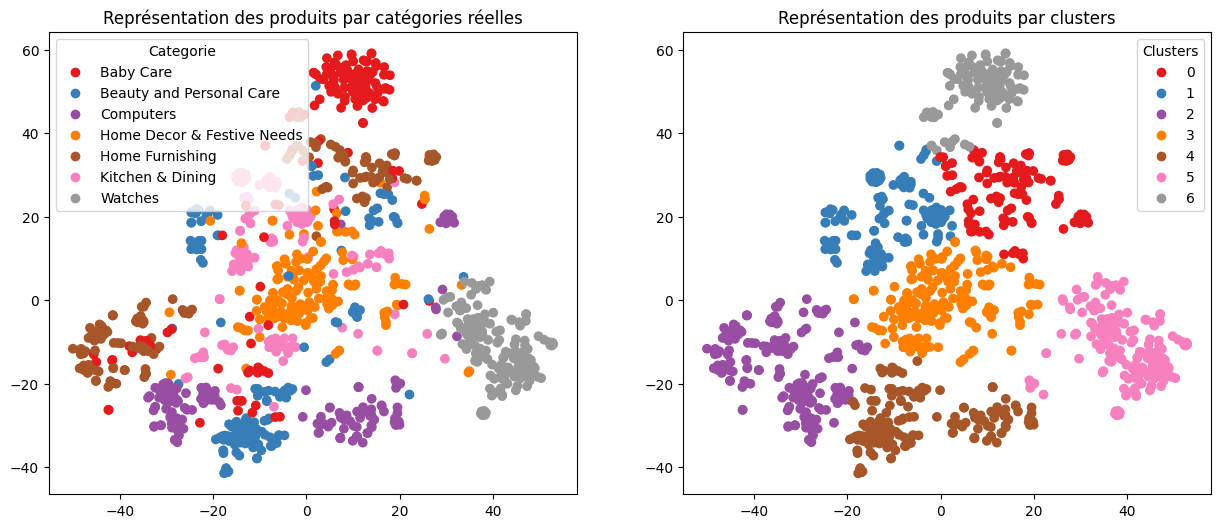 Représentation des produits par catégories réelles
Categorie
Baby Care
Beauty and Personal Care
Computers
Home Decor & Festive Needs
Home Furnishing
Kitchen & Dining
Watches
60
40
20
0
−20
−40
−40
−20
0
20
40
Représentation des produits par clusters
Clusters
0
1
2
3
4
5
6
60
40
20
0
−20
−40
−40
−20
0
20
40